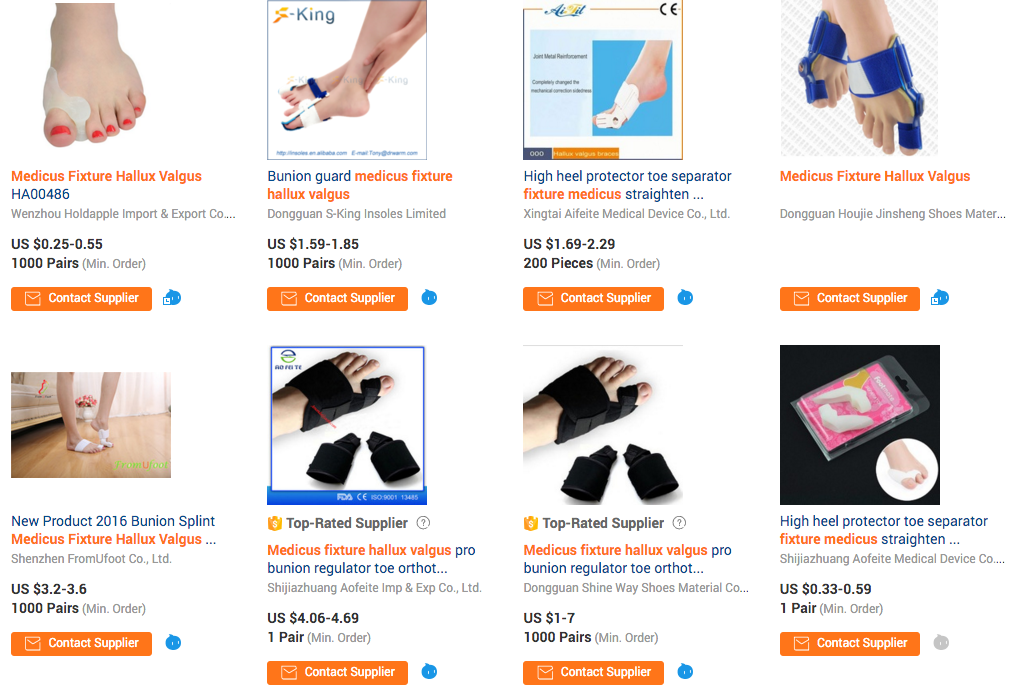 S-King
AiFit
CE
Joint Metal Reinforcement
Completely changed the
mechanical correction sidedness
http://insoles.en.alibaba.com E-mail:Tony@dnearm.com
000 Hallux valgus braces
Medicus Fixture Hallux Valgus
HA00486
Wenzhou Holdapple Import & Export Co....
US $0.25-0.55
1000 Pairs (Min. Order)
Contact Supplier
Bunion guard medicus fixture
hallux valgus
Dongguan S-King Insoles Limited
US $1.59-1.85
1000 Pairs (Min. Order)
Contact Supplier
High heel protector toe separator
fixture medicus straighten ...
Xingtai Aifeite Medical Device Co., Ltd.
US $1.69-2.29
200 Pieces (Min. Order)
Contact Supplier
Medicus Fixture Hallux Valgus
Dongguan Houjie Jinsheng Shoes Mater...
Contact Supplier
New Product 2016 Bunion Splint
Medicus Fixture Hallux Valgus ...
Shenzhen FromUfoot Co., Ltd.
US $3.2-3.6
1000 Pairs (Min. Order)
Contact Supplier
AO FEI TE
FDA CE ISO:9001 13485
Top-Rated Supplier ?
Medicus fixture hallux valgus pro
bunion regulator toe orthot...
Shijiazhuang Aofeite Imp & Exp Co., Ltd.
US $4.06-4.69
1 Pair (Min. Order)
Contact Supplier
Top-Rated Supplier ?
Medicus fixture hallux valgus pro
bunion regulator toe orthot...
Dongguan Shine Way Shoes Material Co...
US $1-7
1000 Pairs (Min. Order)
Contact Supplier
High heel protector toe separator
fixture medicus straighten ...
Shijiazhuang Aofeite Medical Device Co....
US $0.33-0.59
1 Pair (Min. Order)
Contact Supplier